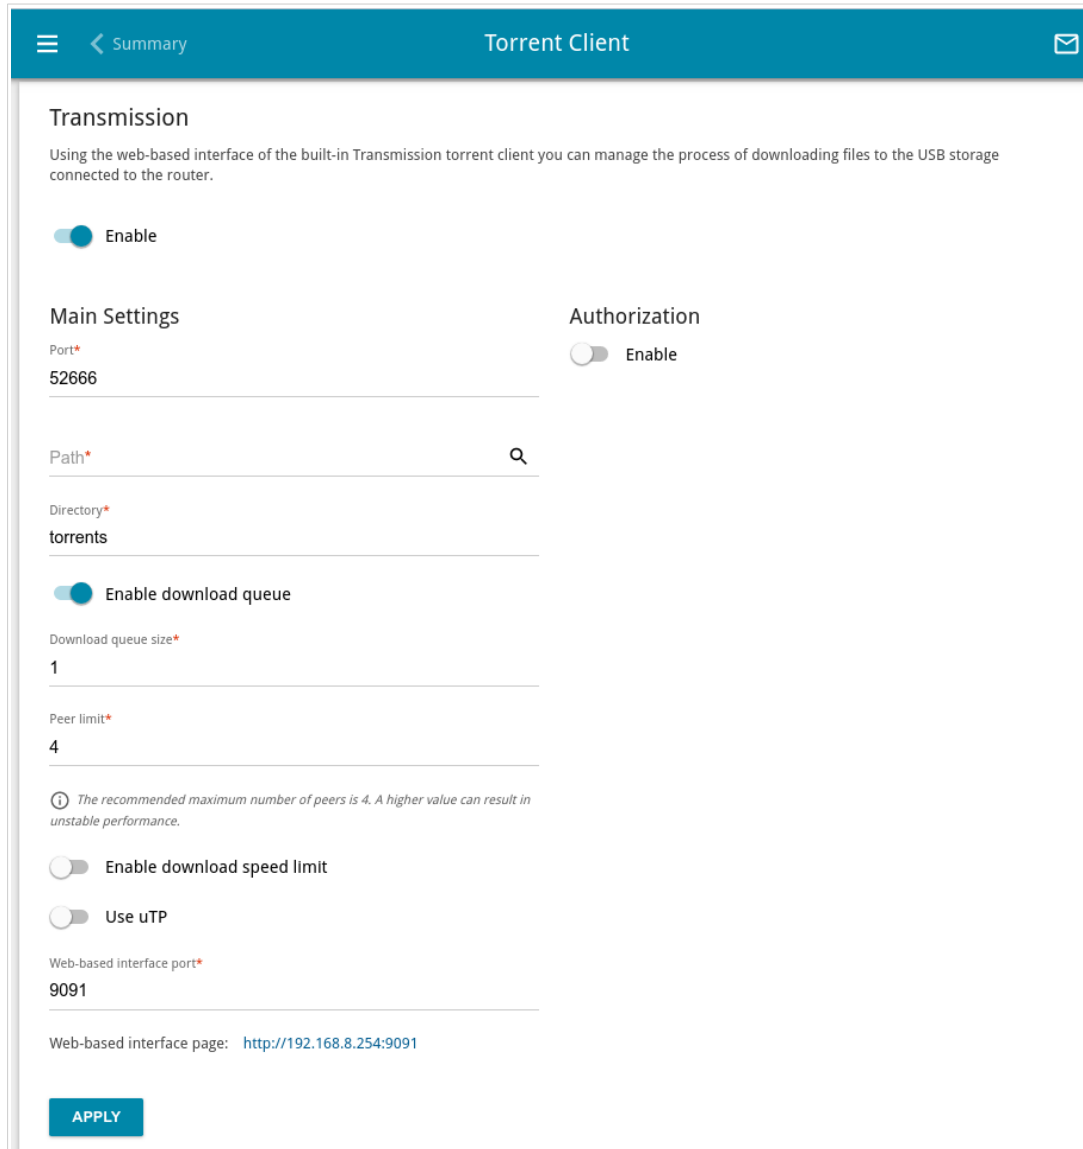 Summary
Torrent Client
Transmission
Using the web-based interface of the built-in Transmission torrent client you can manage the process of downloading files to the USB storage
connected to the router.
Enable
Main Settings
Port*
52666
Path*
Directory*
torrents
Enable download queue
Download queue size*
1
Peer limit*
4
The recommended maximum number of peers is 4. A higher value can result in
unstable performance.
Enable download speed limit
Use uTP
Web-based interface port*
9091
Web-based interface page: http://192.168.8.254:9091
APPLY
Authorization
Enable